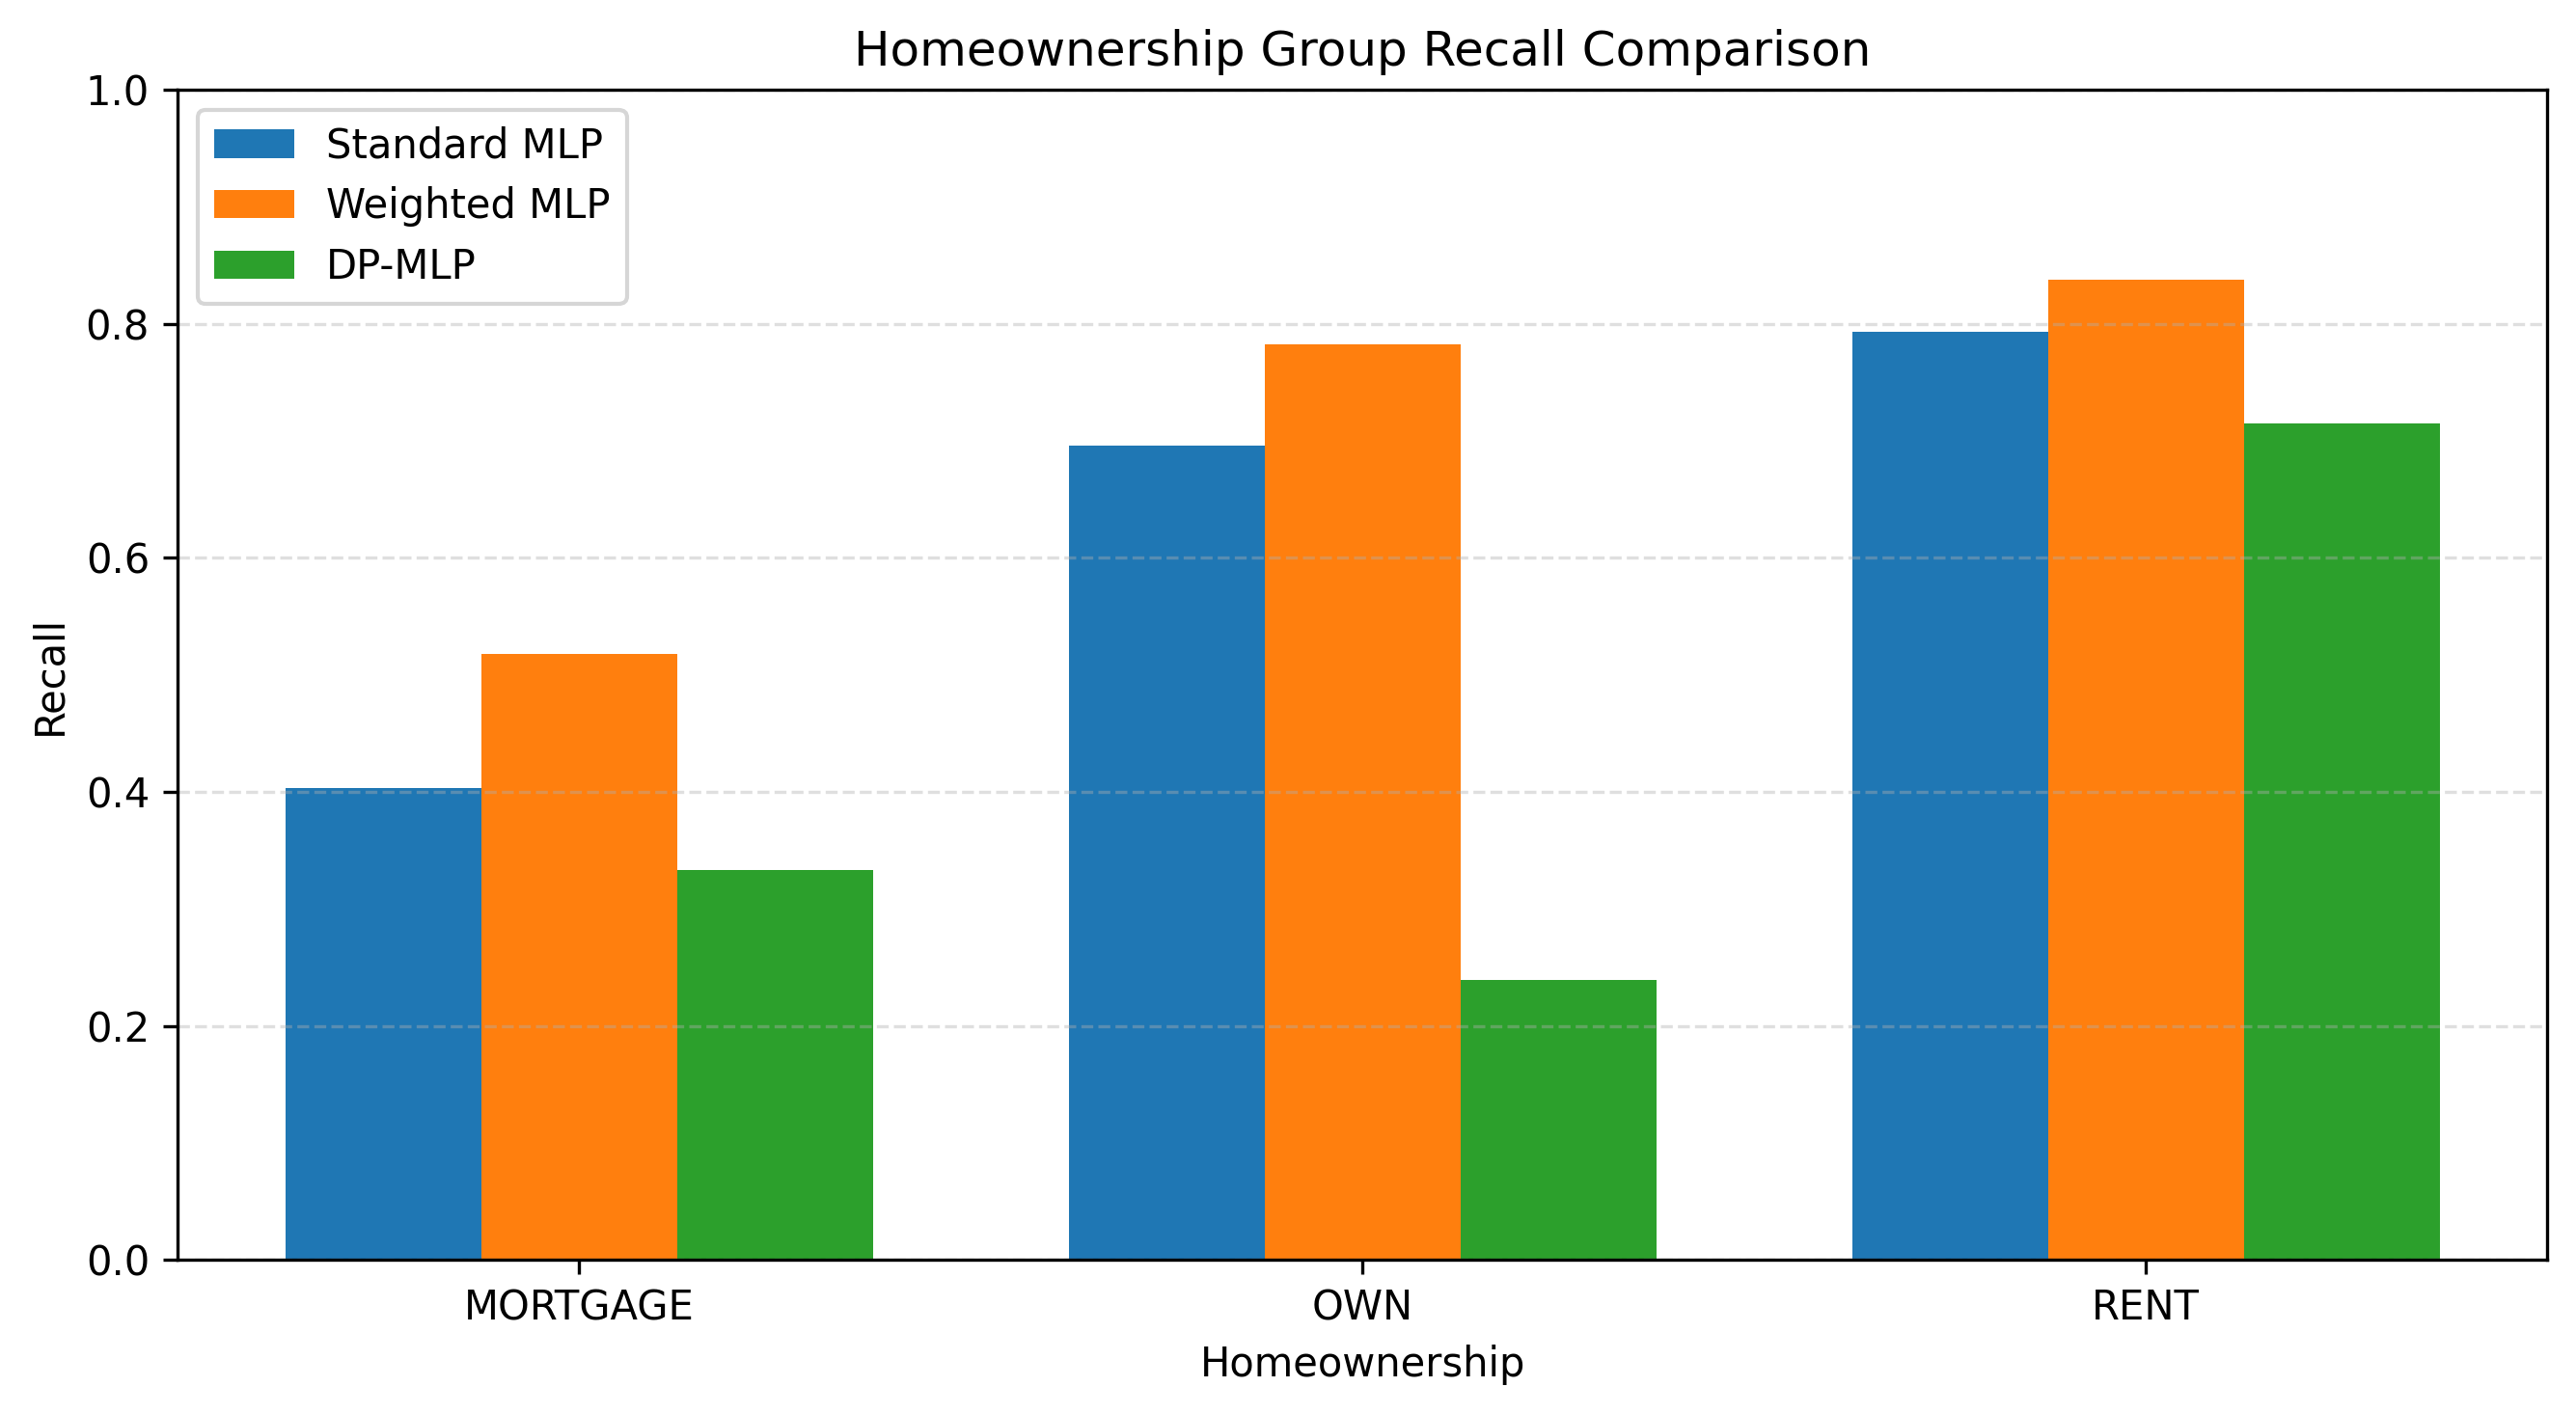 Homeownership Group Recall Comparison
Standard MLP
Weighted MLP
DP-MLP
1.0
0.8
0.6
0.4
0.2
0.0
Recall
MORTGAGE OWN RENT
Homeownership